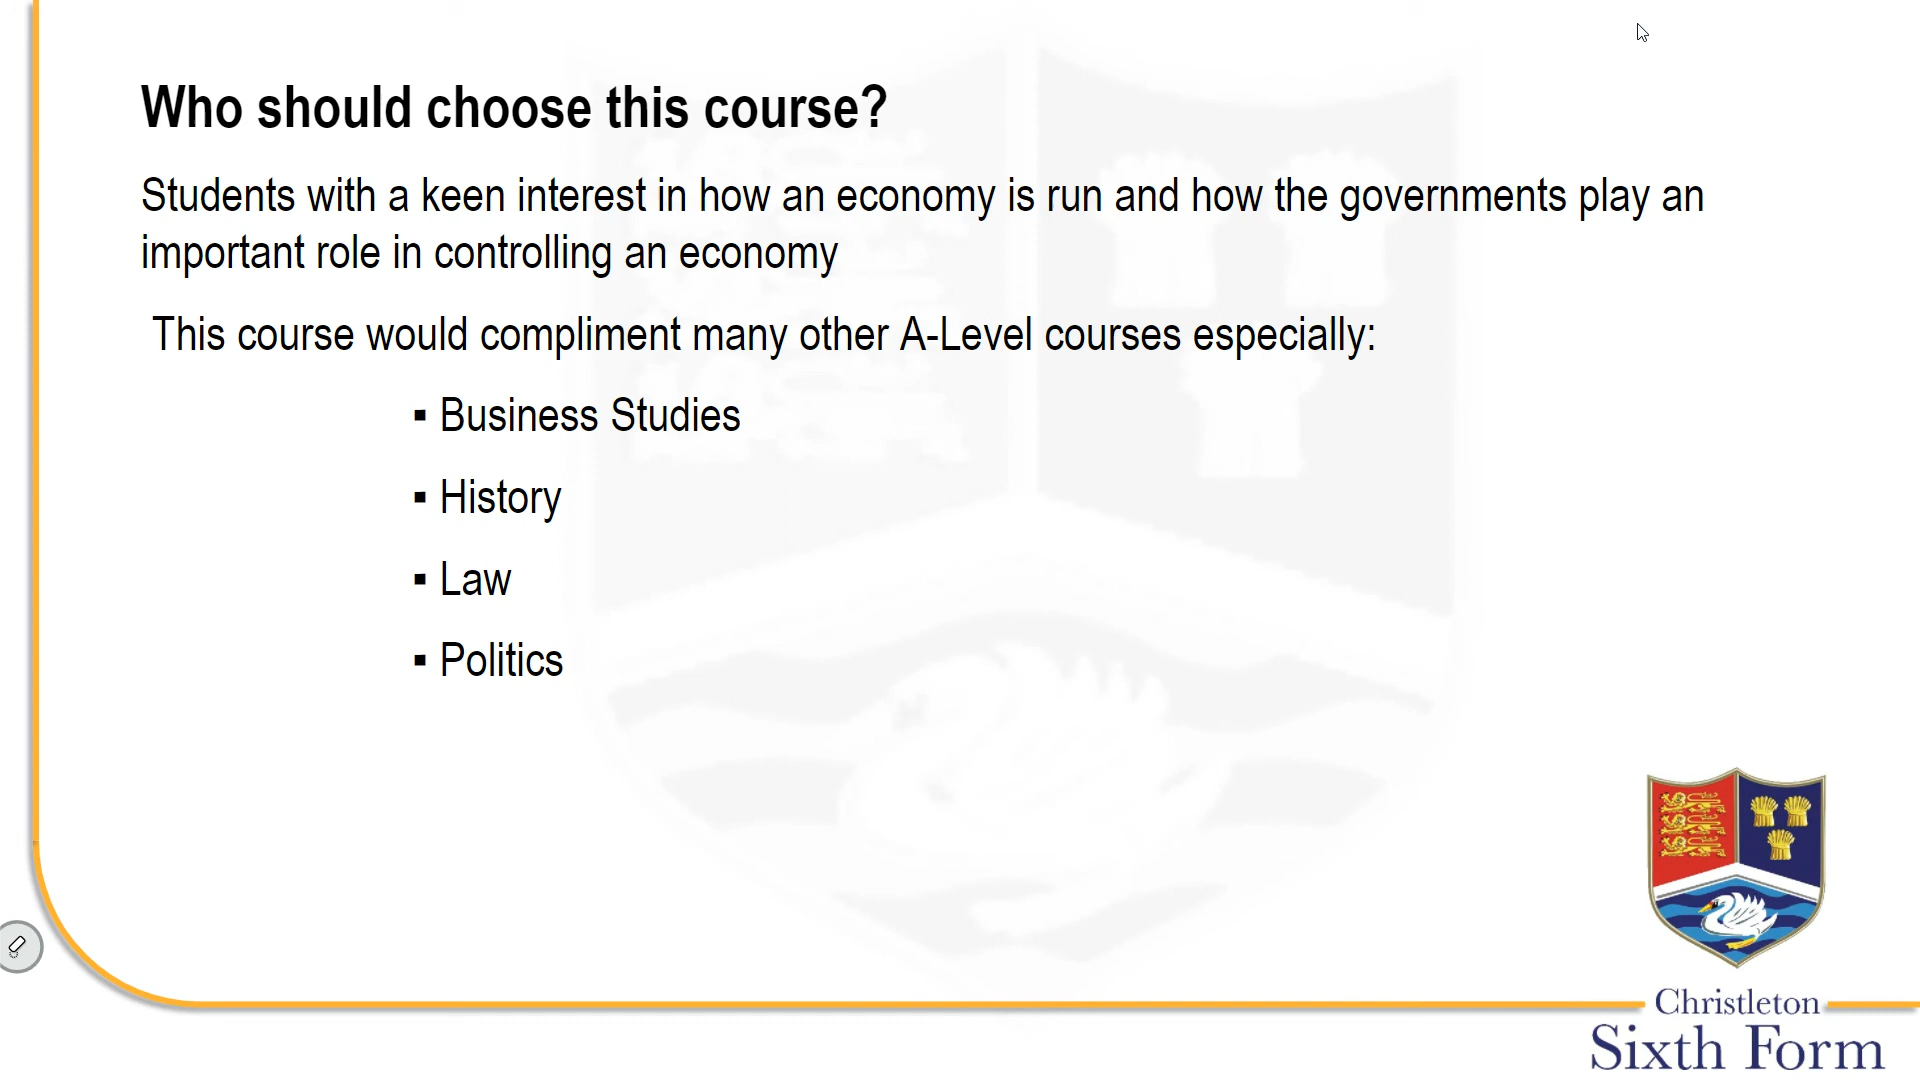 Who should choose this course?
Students with a keen interest in how an economy is run and how the governments play an
important role in controlling an economy
This course would compliment many other A-Level courses especially:
▪ Business Studies
▪ History
▪ Law
▪ Politics
Christleton
Sixth Form